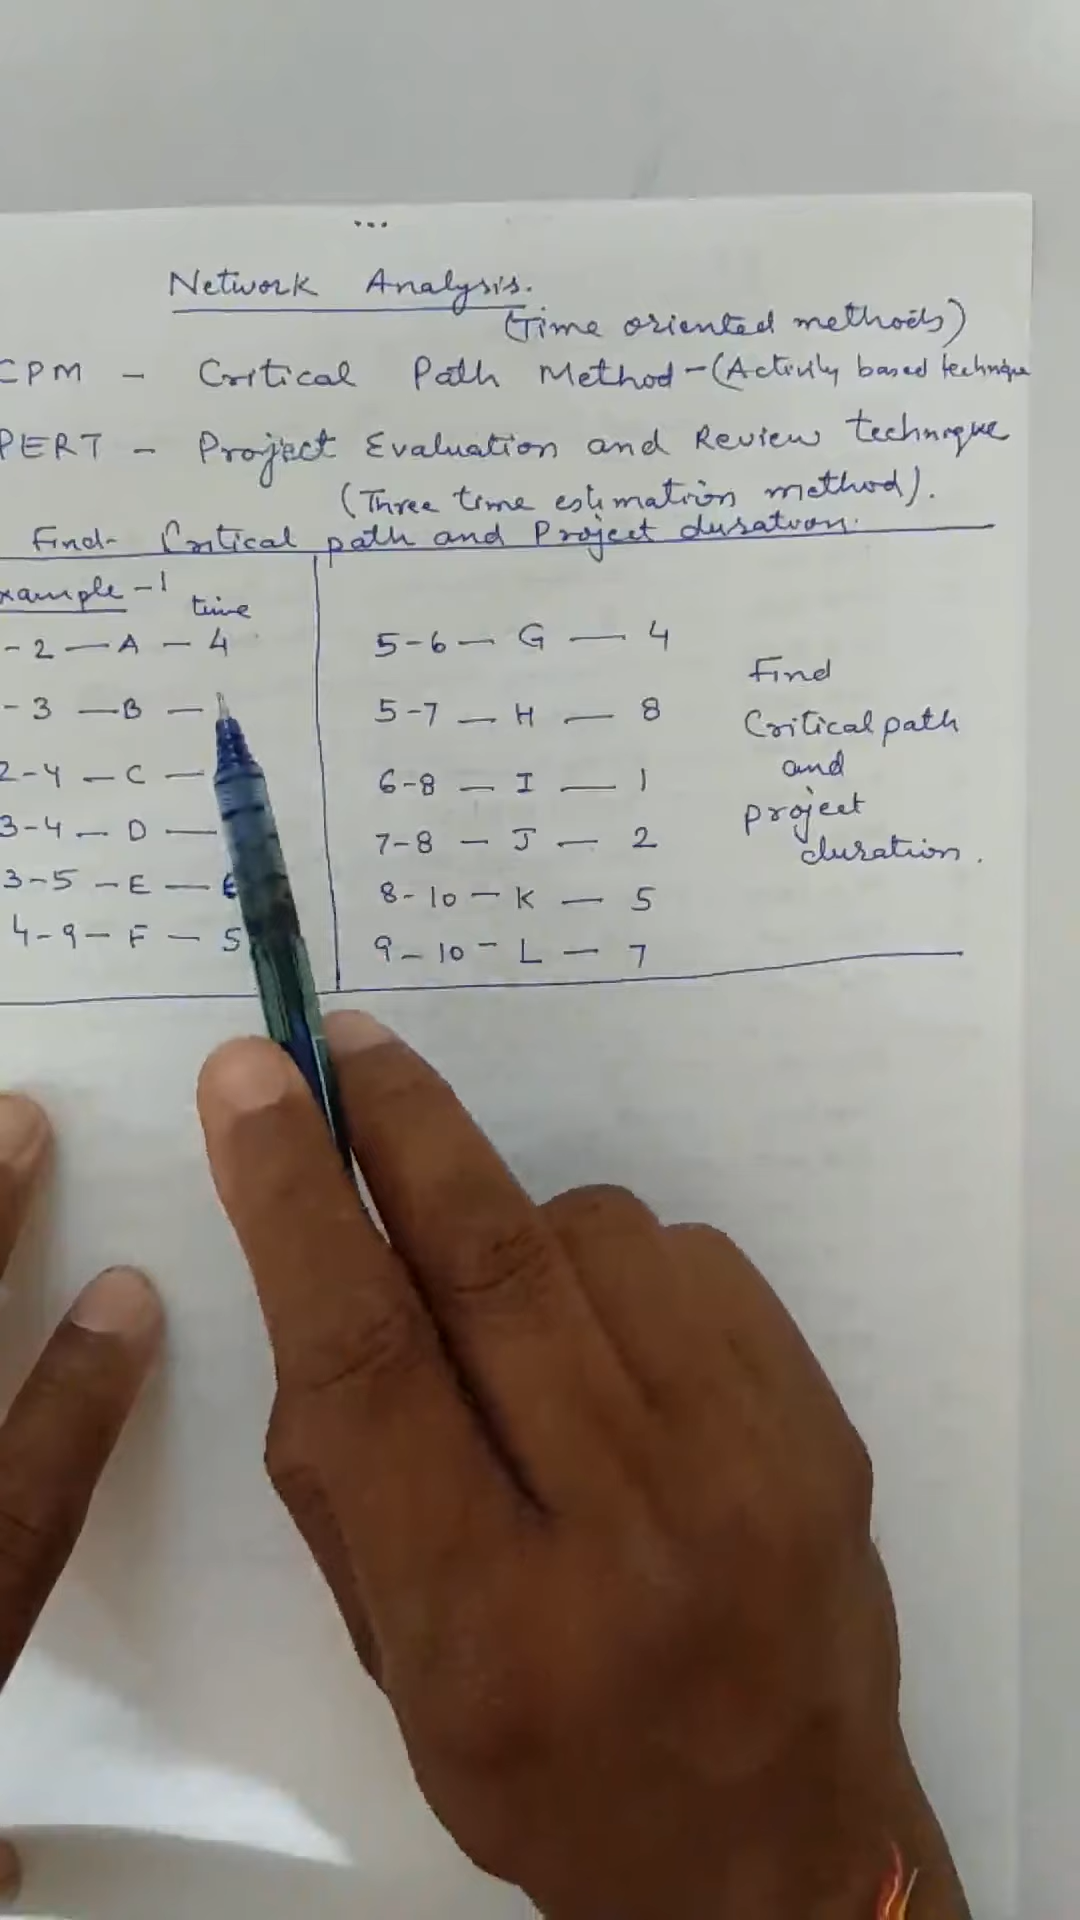 Network Analysis.
(Time oriented methods)
CPM - Critical Path Method - (Activity based technique
PERT - Project Evaluation and Review technique
(Three time estimation method).
Find- Critical path and Project duration.
xample -1 time
-2 — A — 4
-3 — B —
2-4 — C —
3-4 — D —
3-5 — E — 6
4-9 — F — 5
5-6 — G — 4
5-7 — H — 8
6-8 — I — 1
7-8 — J — 2
8-10 — K — 5
9-10 — L — 7
Find
Critical path
and
project
duration.